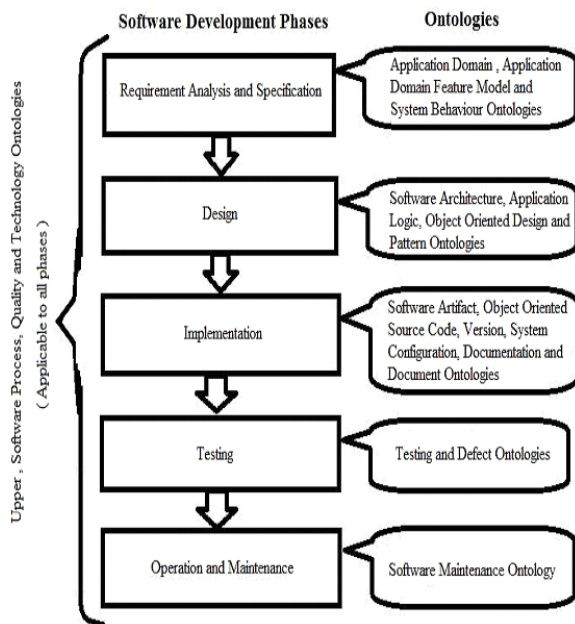 Software Development Phases
Ontologies
Upper , Software Process, Quality and Technology Ontologies
( Applicable to all phases )
Requirement Analysis and Specification
Application Domain , Application
Domain Feature Model and
System Behaviour Ontologies
Design
Software Architecture, Application
Logic, Object Oriented Design and
Pattern Ontologies
Implementation
Software Artifact, Object Oriented
Source Code, Version, System
Configuration, Documentation and
Document Ontologies
Testing
Testing and Defect Ontologies
Operation and Maintenance
Software Maintenance Ontology